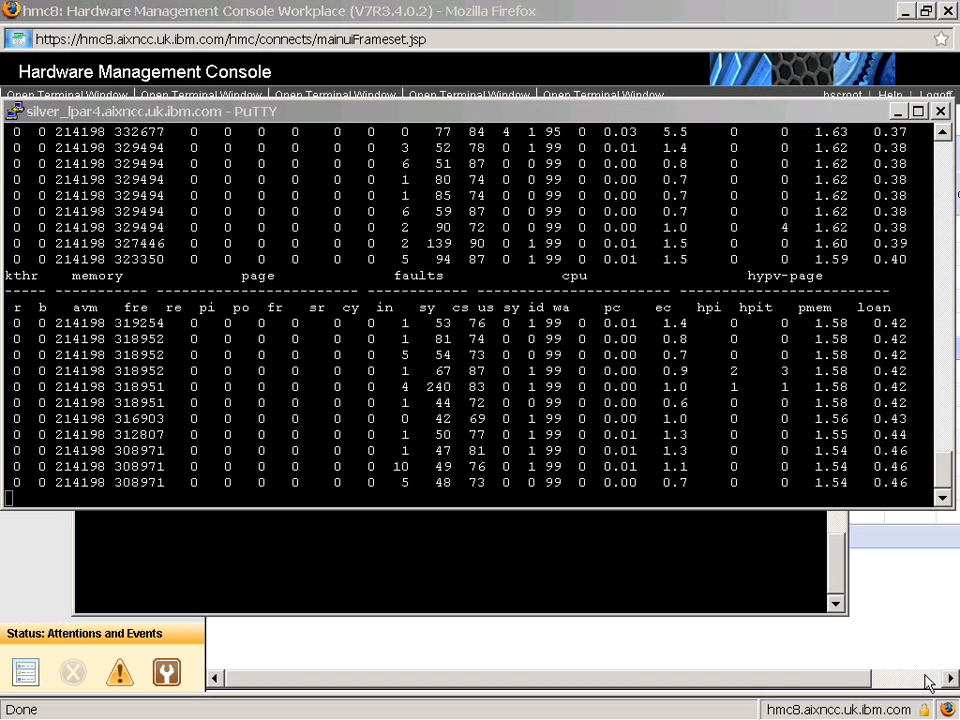 hmc8: Hardware Management Console Workplace (V7R3.4.0.2) - Mozilla Firefox
https://hmc8.aixncc.uk.ibm.com/hmc/connects/mainuiFrameset.jsp
Hardware Management Console
Open Terminal Window Open Terminal Window Open Terminal Window Open Terminal Window Open Terminal Window hscroot Help Logoff
silver_lpar4.aixncc.uk.ibm.com - PuTTY
0 0 214198 332677 0 0 0 0 0 0 0 77 84 4 1 95 0 0.03 5.5 0 0 1.63 0.37
0 0 214198 329494 0 0 0 0 0 0 3 52 78 0 1 99 0 0.01 1.4 0 0 1.62 0.38
0 0 214198 329494 0 0 0 0 0 0 6 51 87 0 0 99 0 0.00 0.8 0 0 1.62 0.38
0 0 214198 329494 0 0 0 0 0 0 1 80 74 0 0 99 0 0.00 0.7 0 0 1.62 0.38
0 0 214198 329494 0 0 0 0 0 0 1 85 74 0 0 99 0 0.00 0.7 0 0 1.62 0.38
0 0 214198 329494 0 0 0 0 0 0 6 59 87 0 0 99 0 0.00 0.7 0 0 1.62 0.38
0 0 214198 329494 0 0 0 0 0 0 2 90 72 0 0 99 0 0.00 1.0 0 4 1.62 0.38
0 0 214198 327446 0 0 0 0 0 0 2 139 90 0 1 99 0 0.01 1.5 0 0 1.60 0.39
0 0 214198 323350 0 0 0 0 0 0 5 94 87 0 1 99 0 0.01 1.5 0 0 1.59 0.40
kthr memory page faults cpu hypv-page
----- ----------- ------------------------ ------------ ----------------------- -------------------------
r b avm fre re pi po fr sr cy in sy cs us sy id wa pc ec hpi hpit pmem loan
0 0 214198 319254 0 0 0 0 0 0 1 53 76 0 1 99 0 0.01 1.4 0 0 1.58 0.42
0 0 214198 318952 0 0 0 0 0 0 1 81 74 0 0 99 0 0.00 0.8 0 0 1.58 0.42
0 0 214198 318952 0 0 0 0 0 0 5 54 73 0 0 99 0 0.00 0.7 0 0 1.58 0.42
0 0 214198 318952 0 0 0 0 0 0 1 67 87 0 0 99 0 0.00 0.9 2 3 1.58 0.42
0 0 214198 318951 0 0 0 0 0 0 4 240 83 0 0 99 0 0.00 1.0 1 1 1.58 0.42
0 0 214198 318951 0 0 0 0 0 0 1 44 72 0 0 99 0 0.00 0.6 0 0 1.58 0.42
0 0 214198 316903 0 0 0 0 0 0 0 42 69 0 1 99 0 0.00 1.0 0 0 1.56 0.43
0 0 214198 312807 0 0 0 0 0 0 1 50 77 0 1 99 0 0.01 1.3 0 0 1.55 0.44
0 0 214198 308971 0 0 0 0 0 0 1 47 81 0 1 99 0 0.01 1.3 0 0 1.54 0.46
0 0 214198 308971 0 0 0 0 0 0 10 49 76 0 1 99 0 0.01 1.1 0 0 1.54 0.46
0 0 214198 308971 0 0 0 0 0 0 5 48 73 0 0 99 0 0.00 0.7 0 0 1.54 0.46
Status: Attentions and Events
Done hmc8.aixncc.uk.ibm.com